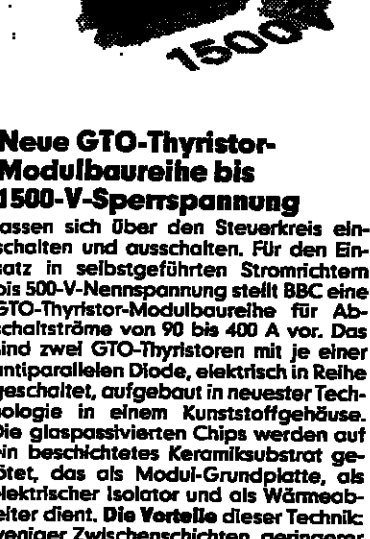 1500V
Neue GTO-Thyristor-
Modulbaureihe bis
1500-V-Sperrspannung
lassen sich über den Steuerkreis ein-
schalten und ausschalten. Für den Ein-
satz in selbstgeführten Stromrichtern
bis 500-V-Nennspannung stellt BBC eine
GTO-Thyristor-Modulbaureihe für Ab-
schaltströme von 90 bis 400 A vor. Das
sind zwei GTO-Thyristoren mit je einer
antiparallelen Diode, elektrisch in Reihe
geschaltet, aufgebaut in neuester Tech-
nologie in einem Kunststoffgehäuse.
Die glaspassivierten Chips werden auf
ein beschichtetes Keramiksubstrat ge-
lötet, das als Modul-Grundplatte, als
elektrischer Isolator und als Wärmeab-
leiter dient. Die Vorteile dieser Technik:
weniger Zwischenschichten, geringerer